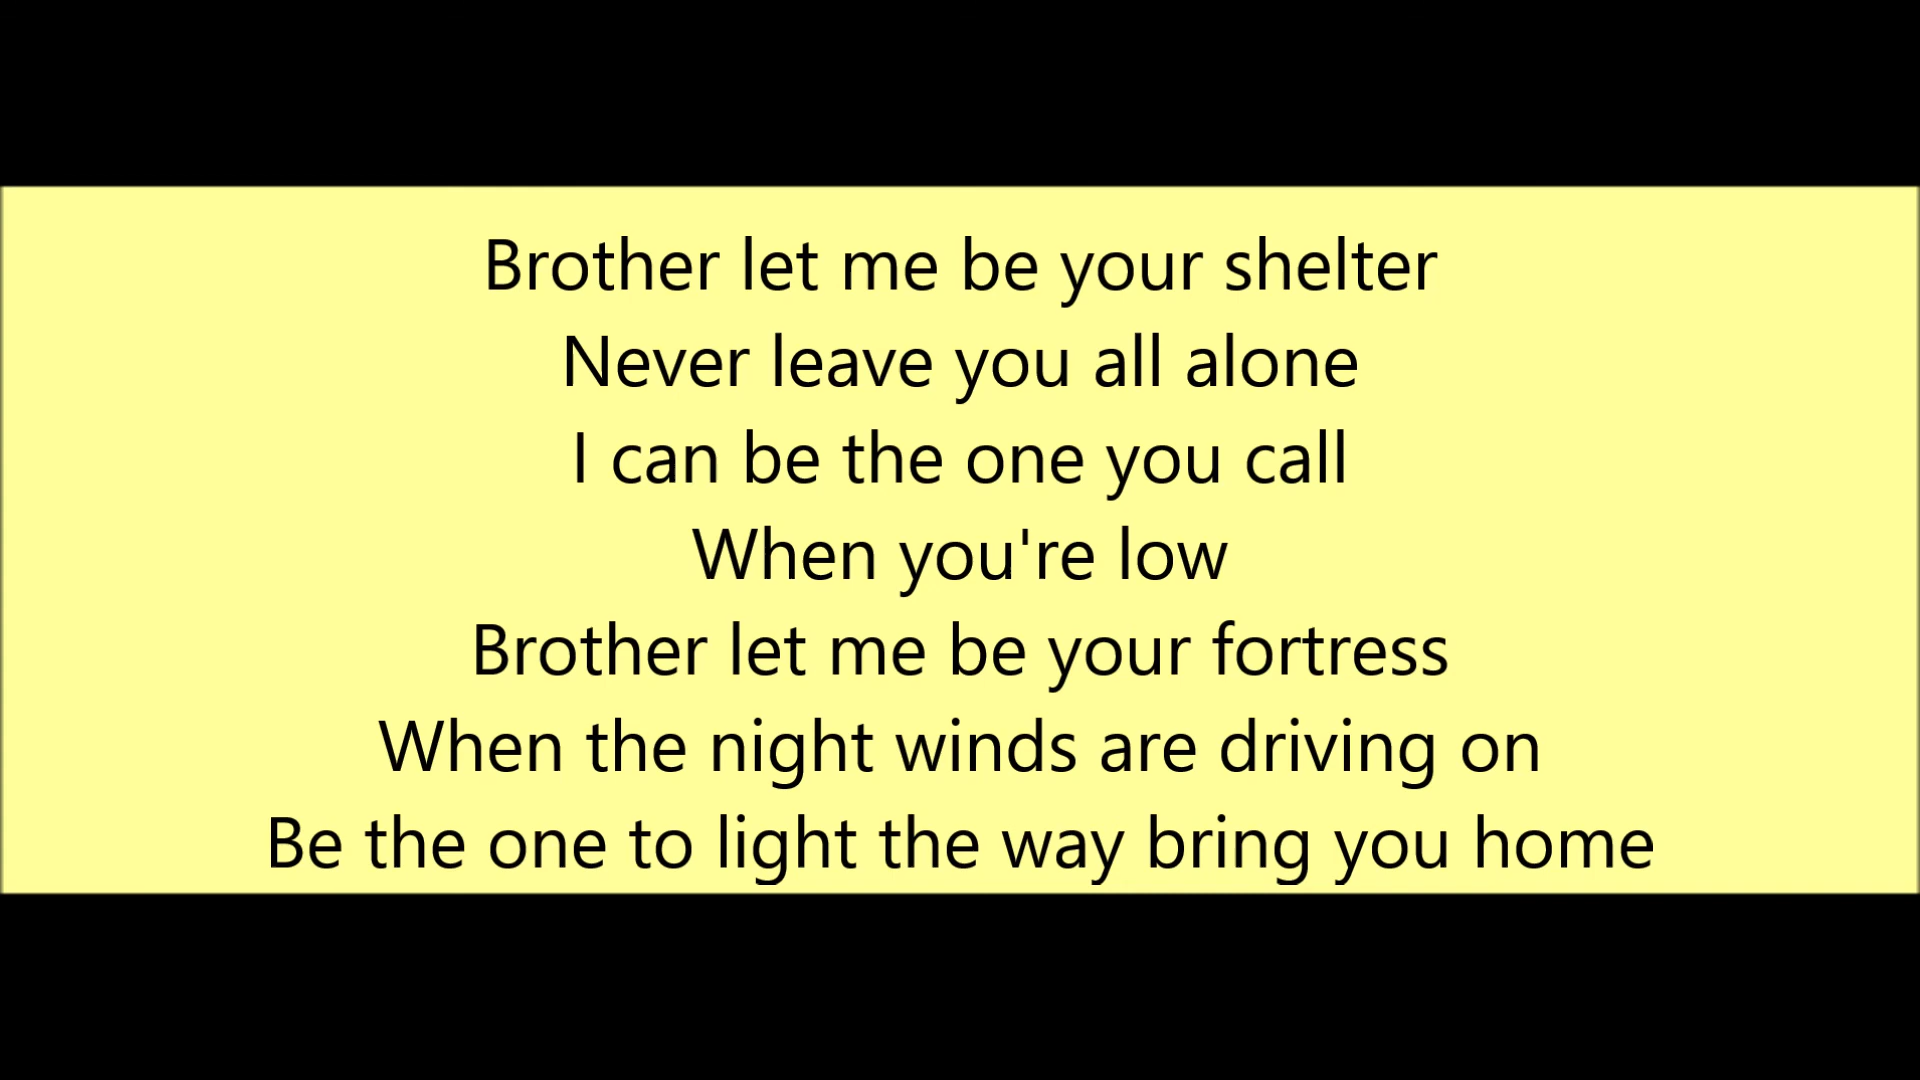 Brother let me be your shelter
Never leave you all alone
I can be the one you call
When you're low
Brother let me be your fortress
When the night winds are driving on
Be the one to light the way bring you home